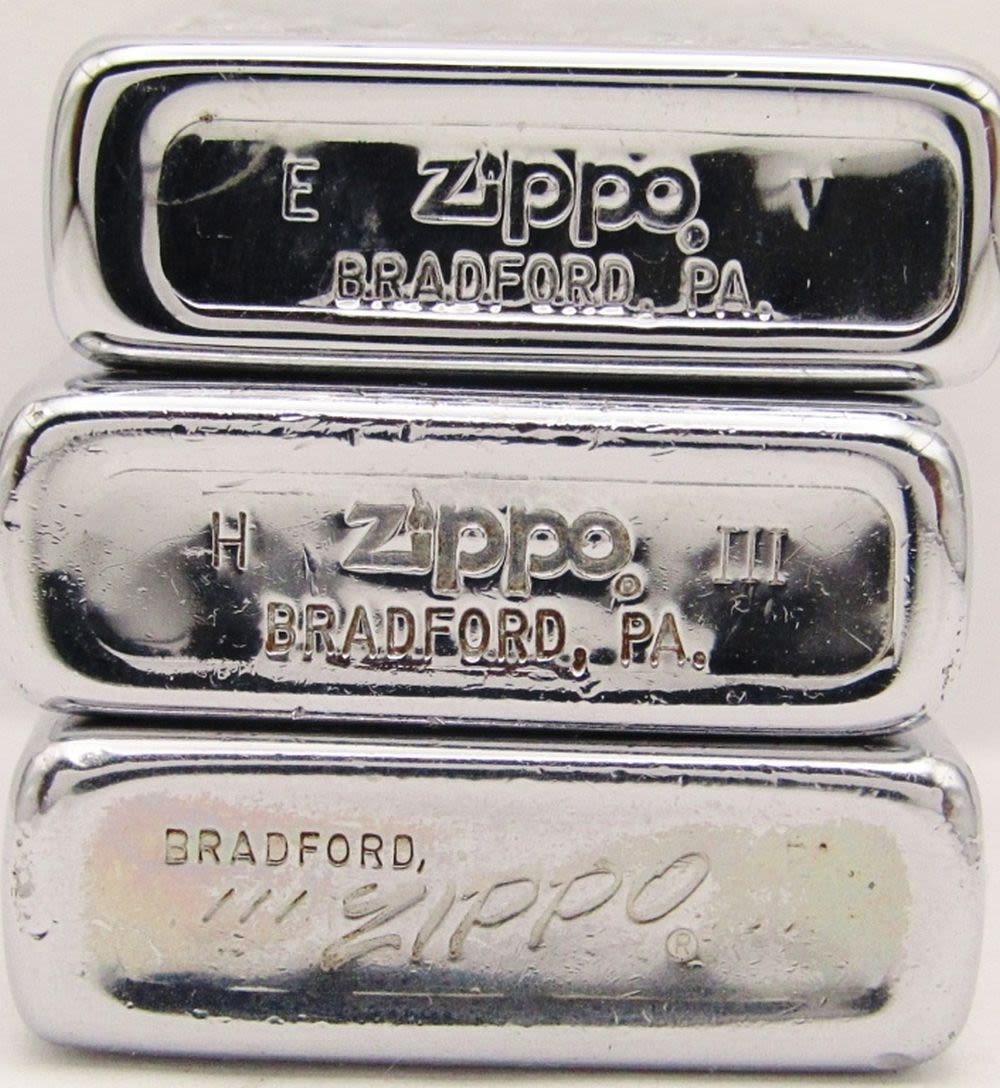 E Zippo ® V
BRADFORD, PA.
H Zippo ® III
BRADFORD, PA.
BRADFORD,
/// ZIPPO ®